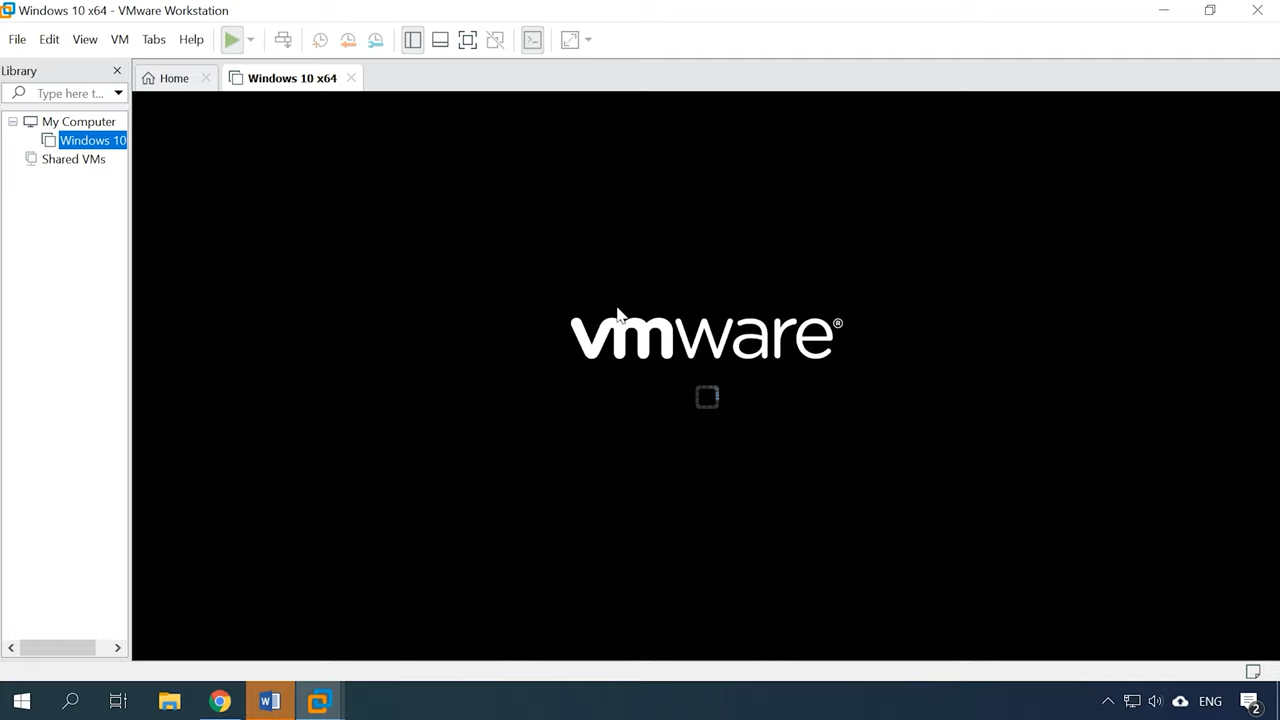 Windows 10 x64 - VMware Workstation
File Edit View VM Tabs Help
Library
Type here t...
Home
Windows 10 x64
My Computer
Windows 10
Shared VMs
vmware®
W
ENG
2